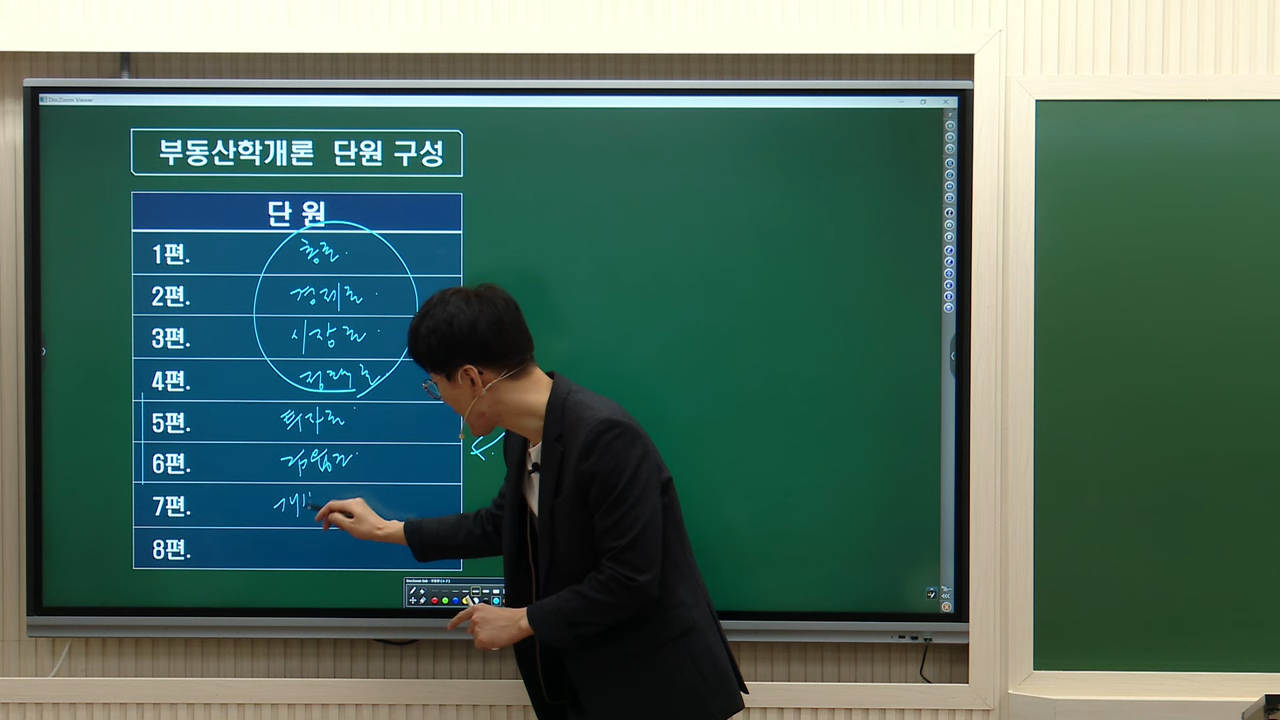 DocZoom Viewer
부동산학개론 단원 구성
단 원
1편. 총론.
2편. 경제론.
3편. 시장론.
4편. 정책론.
5편. 투자론.
6편. 금융론.
7편.
8편.